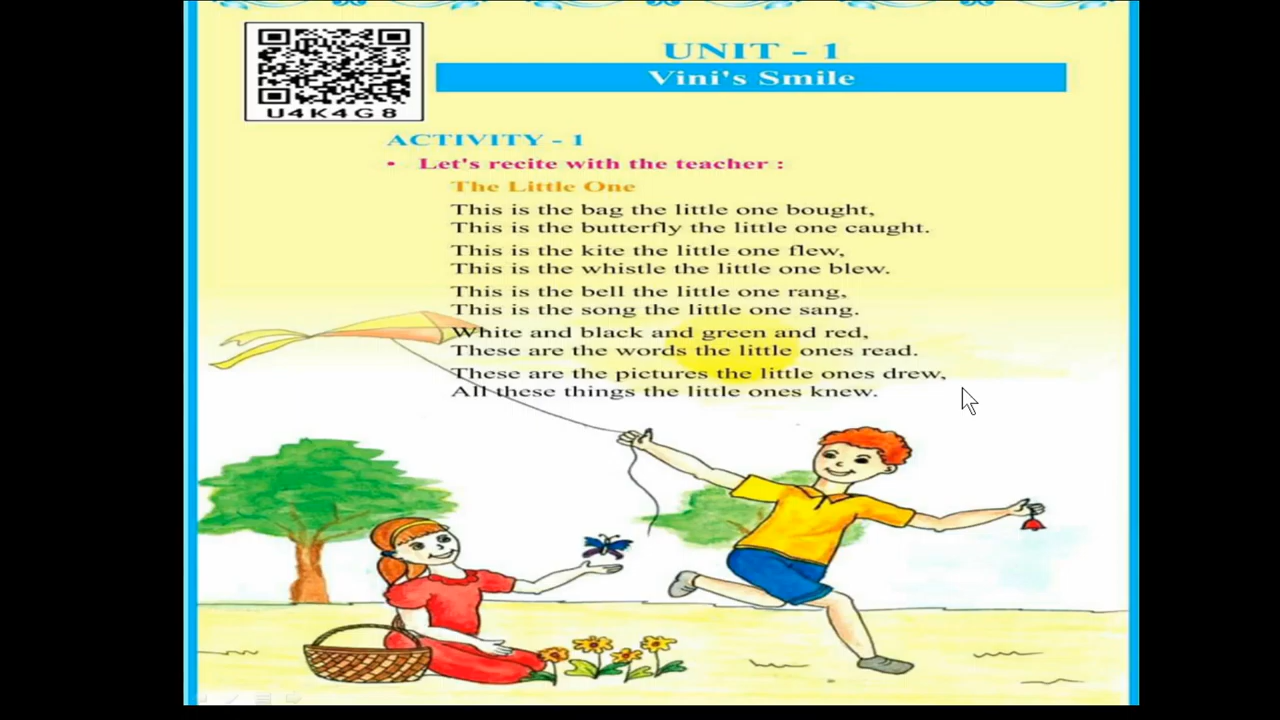 U4K4G8
UNIT - 1
Vini's Smile
ACTIVITY - 1
• Let's recite with the teacher :
The Little One
This is the bag the little one bought,
This is the butterfly the little one caught.
This is the kite the little one flew,
This is the whistle the little one blew.
This is the bell the little one rang,
This is the song the little one sang.
White and black and green and red,
These are the words the little ones read.
These are the pictures the little ones drew,
All these things the little ones knew.